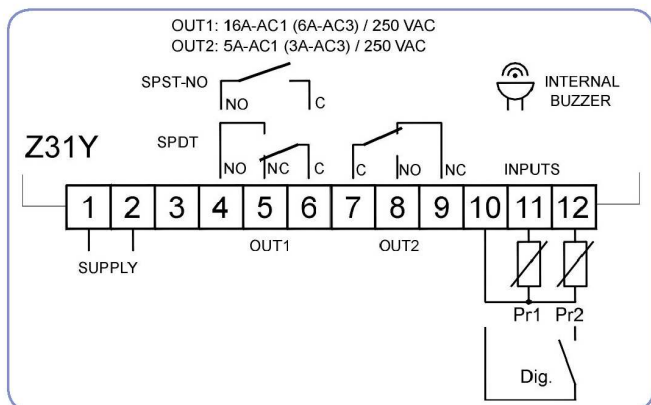 OUT1: 16A-AC1 (6A-AC3) / 250 VAC
OUT2: 5A-AC1 (3A-AC3) / 250 VAC
SPST-NO
NO C
INTERNAL
BUZZER
Z31Y
SPDT
NO NC C C NO NC
INPUTS
1 2 3 4 5 6 7 8 9 10 11 12
SUPPLY
OUT1 OUT2
Pr1 Pr2
Dig.